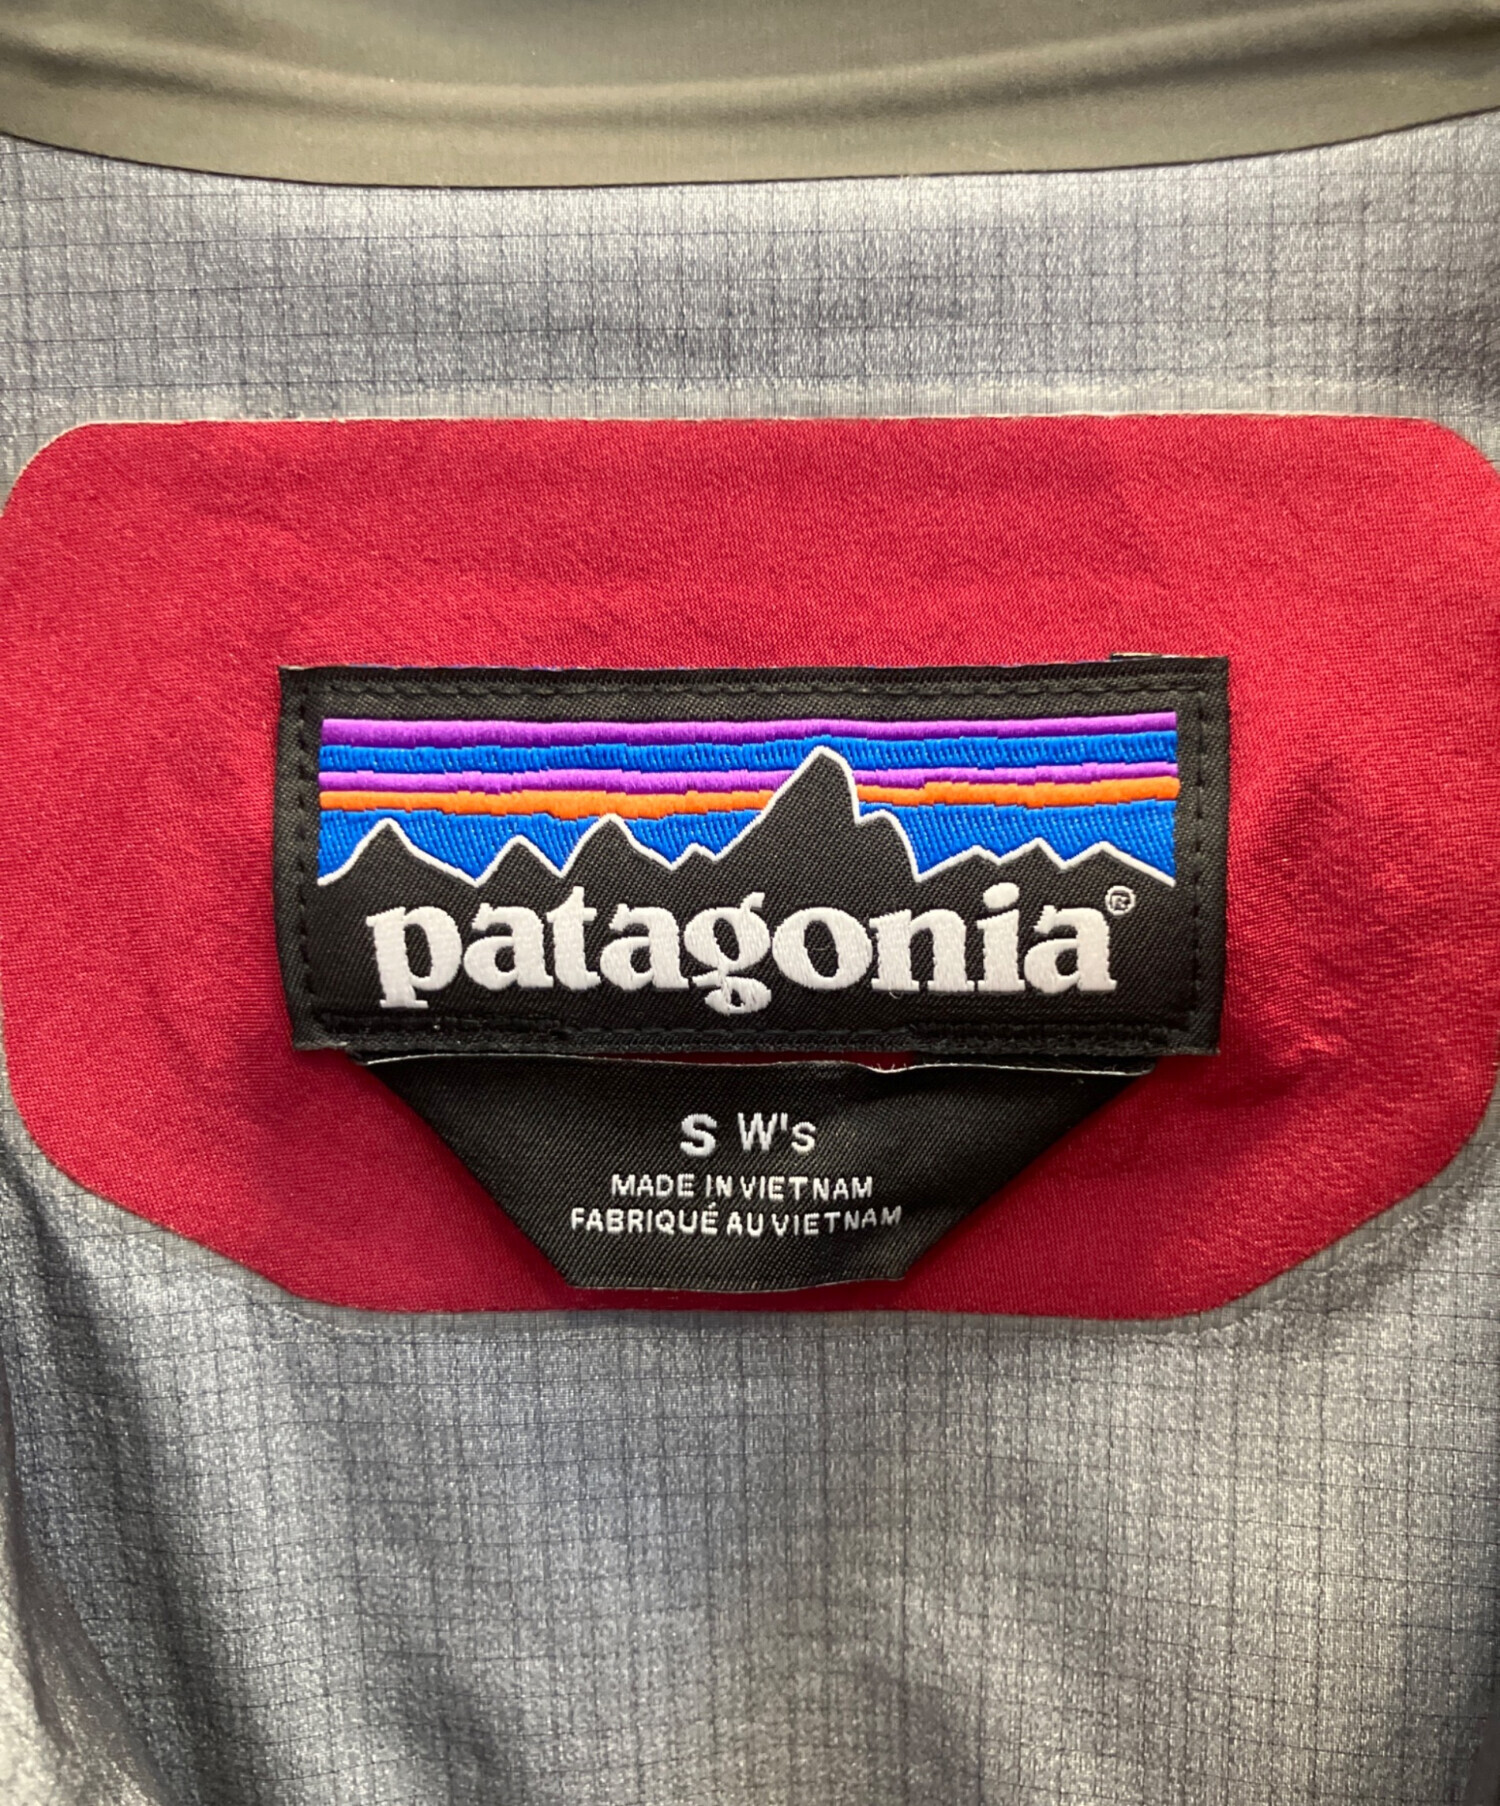 patagonia®
S W's
MADE IN VIETNAM
FABRIQUÉ AU VIETNAM